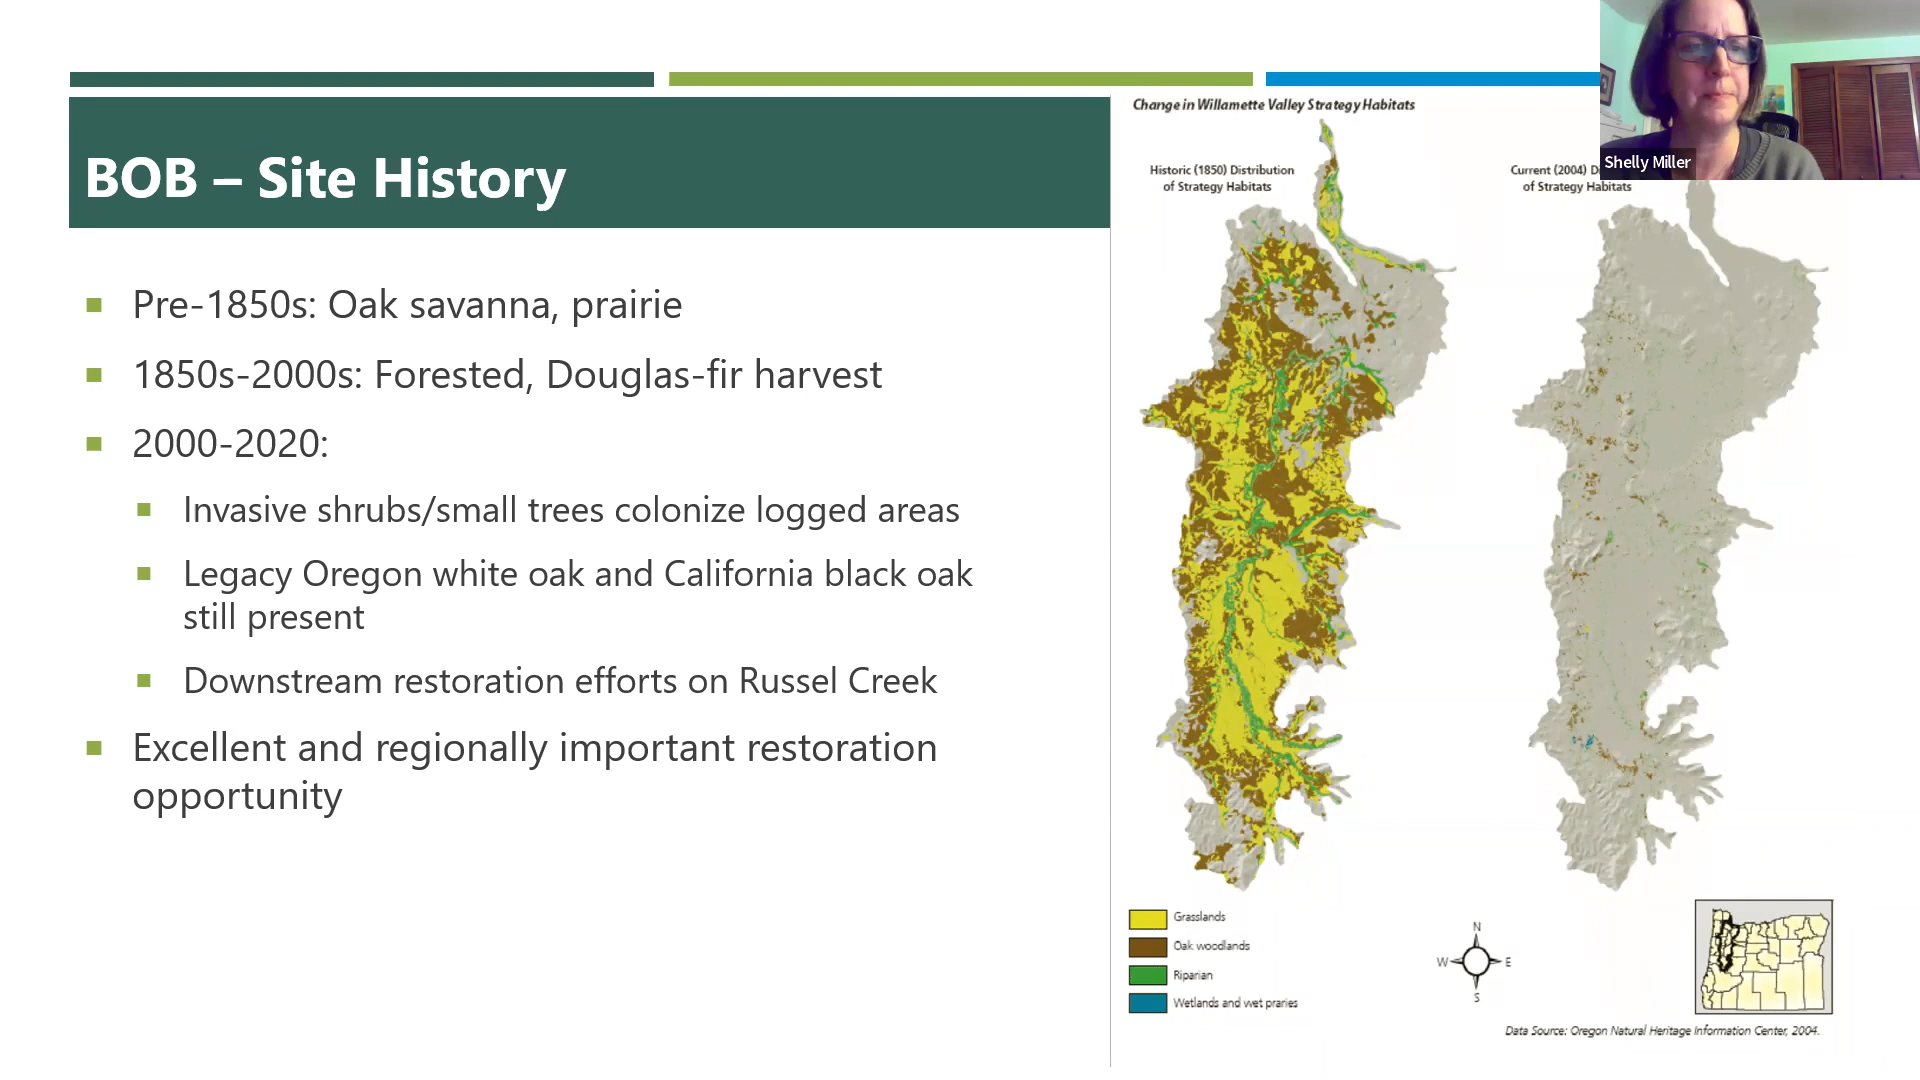 Shelly Miller
BOB – Site History
Pre-1850s: Oak savanna, prairie
1850s-2000s: Forested, Douglas-fir harvest
2000-2020:
Invasive shrubs/small trees colonize logged areas
Legacy Oregon white oak and California black oak
still present
Downstream restoration efforts on Russel Creek
Excellent and regionally important restoration
opportunity
Change in Willamette Valley Strategy Habitats
Historic (1850) Distribution
of Strategy Habitats
Current (2004) D
of Strategy Habitats
Grasslands
Oak woodlands
Riparian
Wetlands and wet praries
N
W E
S
Data Source: Oregon Natural Heritage Information Center, 2004.